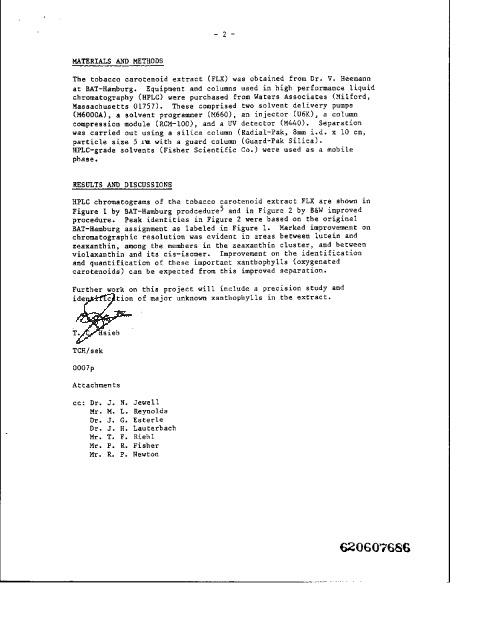 - 2 -
MATERIALS AND METHODS
The tobacco carotenoid extract (FLX) was obtained from Dr. V. Heemann
at BAT-Hamburg. Equipment and columns used in high performance liquid
chromatography (HPLC) were purchased from Waters Associates (Milford,
Massachusetts 01757). These comprised two solvent delivery pumps
(M6000A), a solvent programmer (M660), an injector (U6K), a column
compression module (RCM-100), and a UV detector (M440). Separation
was carried out using a silica column (Radial-Pak, 8mm i.d. x 10 cm,
particle size 5 with a guard column (Guard-Pak Silica).
HPLC-grade solvents (Fisher Scientific Co.) were used as a mobile
phase.
RESULTS AND DISCUSSIONS
HPLC chromatograms of the tobacco carotenoid extract FLX are shown in
Figure 1 by BAT-Hamburg prodcedure and in Figure 2 by B&W improved
procedure. Peak identities in Figure 2 were based on the original
BAT-Hamburg assignment as labeled in Figure 1. Marked improvement on
chromatographic resolution was evident in areas between lutein and
zeaxanthin, among the members in the zeaxanthin cluster, and between
violaxanthin and its cis-isomer. Improvement on the identification
and quantification of these important xanthophylls (oxygenated
carotenoids) can be expected from this improved separation.
Further work on this project will include a precision study and
identification of major unknown xanthophylls in the extract.
T. Hsieh
TCH/sek
0007p
Attachments
cc: Dr. J. N. Jewell
Mr. M. L. Reynolds
Dr. J. G. Esterle
Dr. J. H. Lauterbach
Mr. T. F. Riehl
Mr. P. R. Fisher
Mr. R. P. Newton
620607686